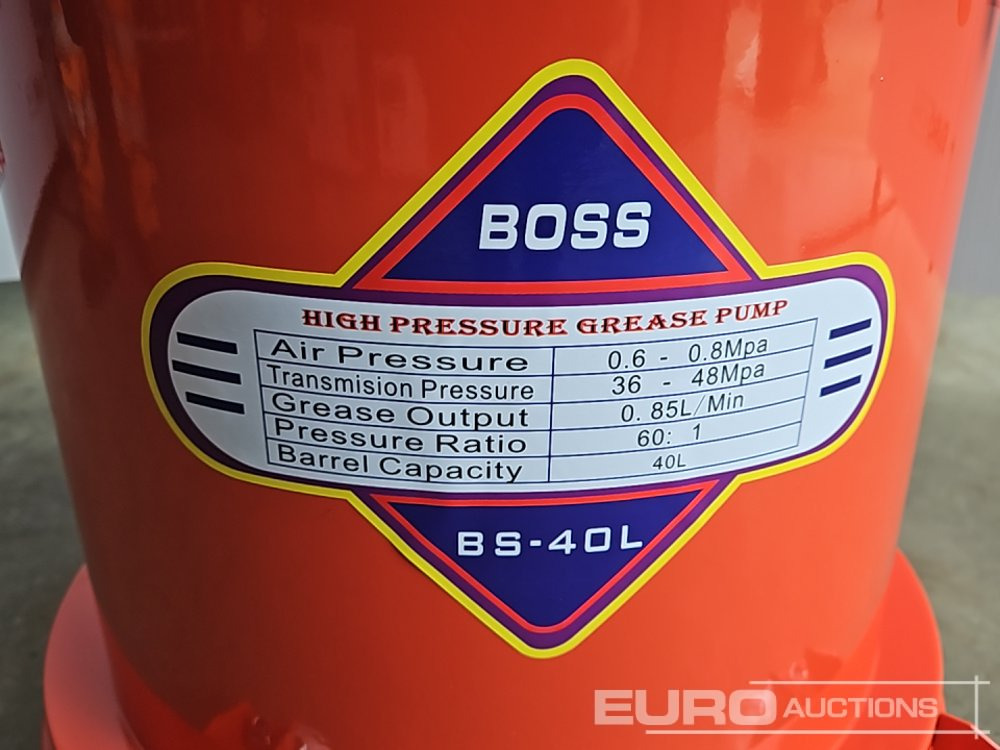 BOSS
HIGH PRESSURE GREASE PUMP
Air Pressure 0.6 - 0.8Mpa
Transmision Pressure 36 - 48Mpa
Grease Output 0.85L/Min
Pressure Ratio 60: 1
Barrel Capacity 40L
BS-40L
EURO AUCTIONS